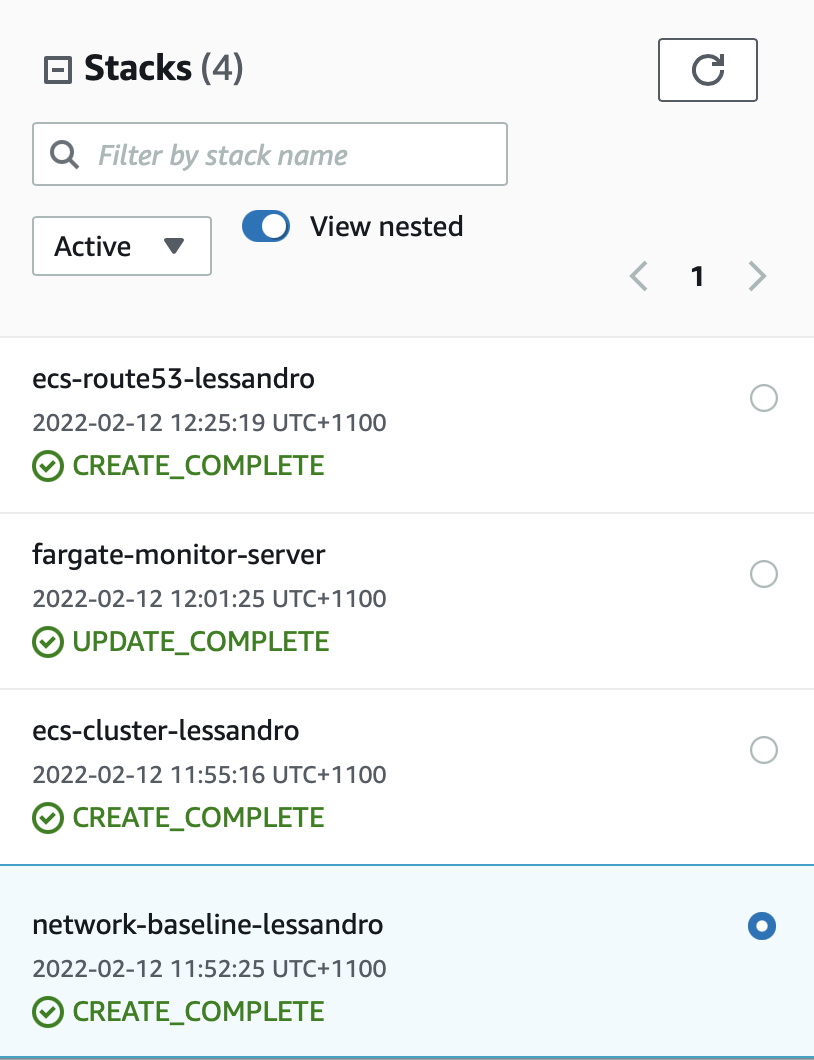 Stacks (4)
Filter by stack name
Active
View nested
1
ecs-route53-lessandro
2022-02-12 12:25:19 UTC+1100
CREATE_COMPLETE
fargate-monitor-server
2022-02-12 12:01:25 UTC+1100
UPDATE_COMPLETE
ecs-cluster-lessandro
2022-02-12 11:55:16 UTC+1100
CREATE_COMPLETE
network-baseline-lessandro
2022-02-12 11:52:25 UTC+1100
CREATE_COMPLETE